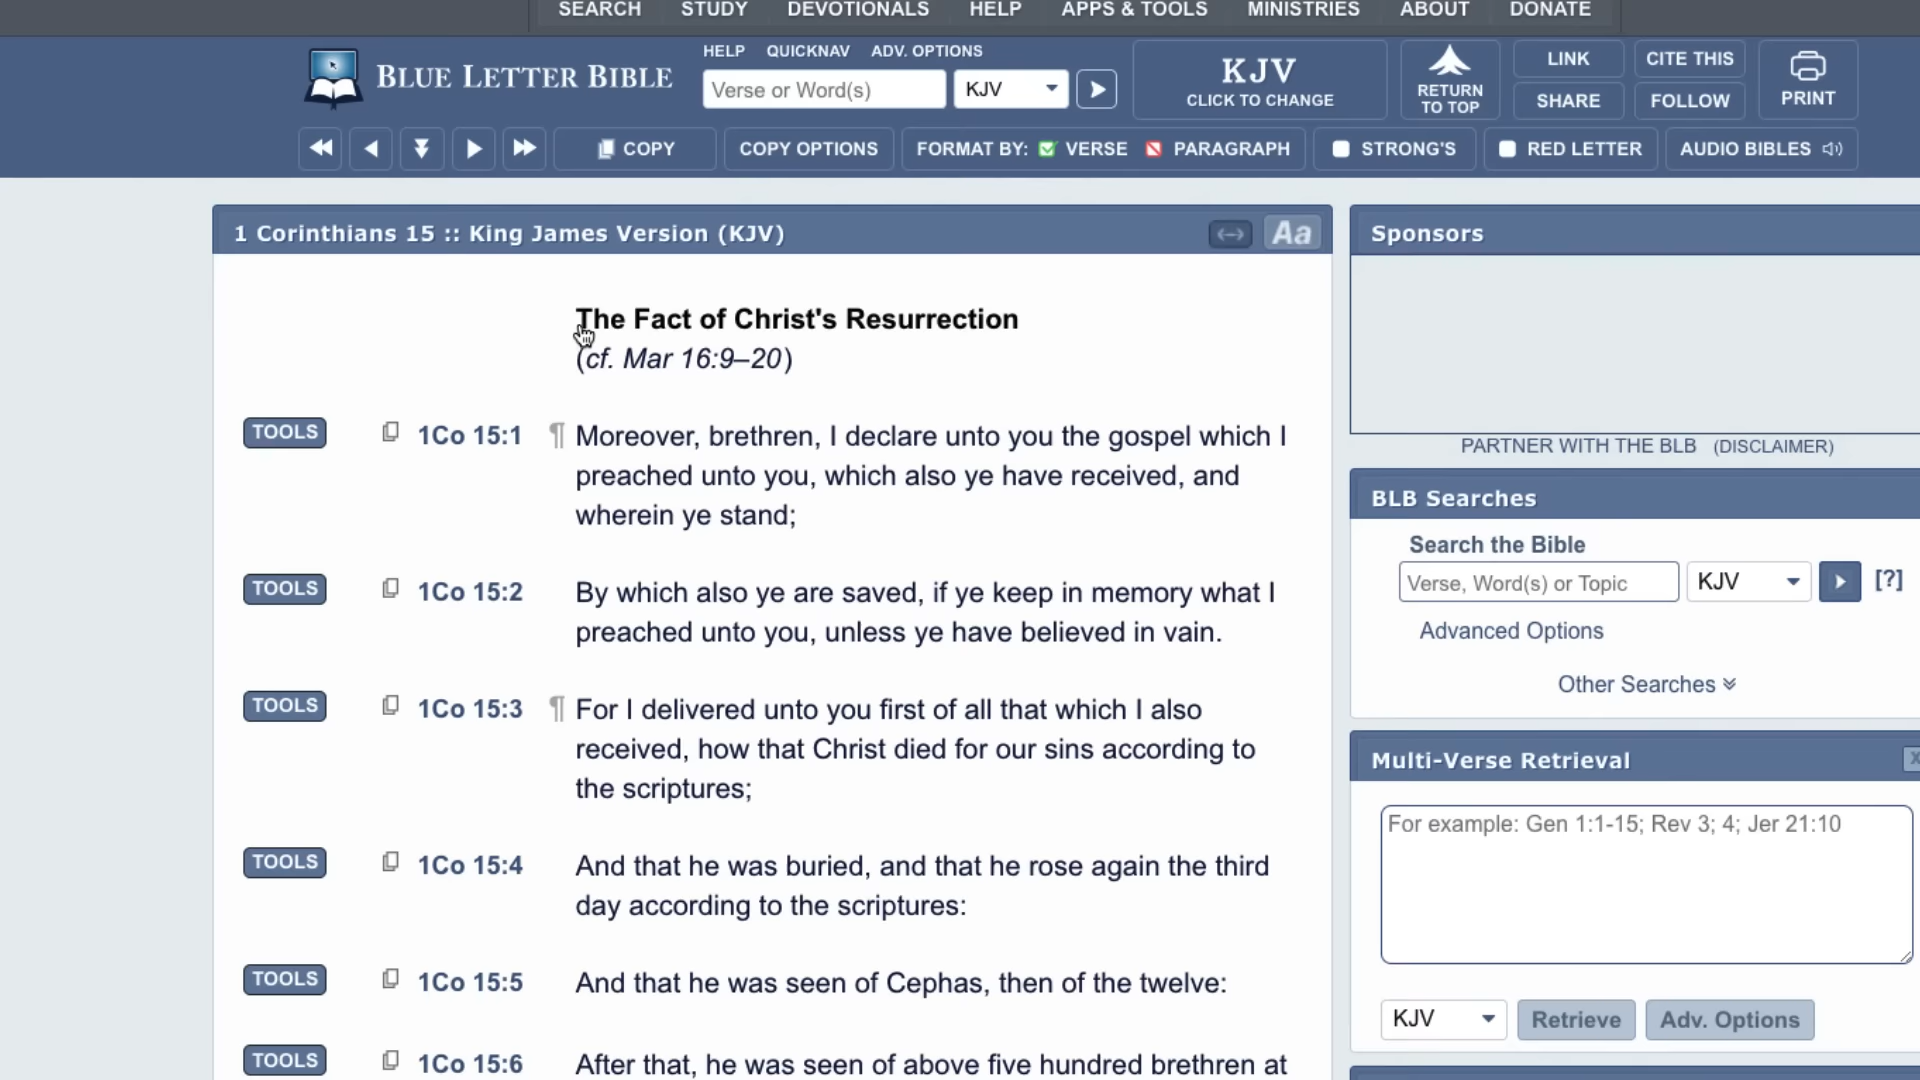 SEARCH STUDY DEVOTIONALS HELP APPS & TOOLS MINISTRIES ABOUT DONATE
BLUE LETTER BIBLE
HELP QUICKNAV ADV. OPTIONS
Verse or Word(s) KJV
KJV
CLICK TO CHANGE
RETURN
TO TOP
LINK CITE THIS
SHARE FOLLOW
PRINT
COPY COPY OPTIONS FORMAT BY: VERSE PARAGRAPH STRONG'S RED LETTER AUDIO BIBLES
1 Corinthians 15 :: King James Version (KJV) Aa
The Fact of Christ's Resurrection
(cf. Mar 16:9–20)
TOOLS 1Co 15:1 ¶ Moreover, brethren, I declare unto you the gospel which I
preached unto you, which also ye have received, and
wherein ye stand;
TOOLS 1Co 15:2 By which also ye are saved, if ye keep in memory what I
preached unto you, unless ye have believed in vain.
TOOLS 1Co 15:3 ¶ For I delivered unto you first of all that which I also
received, how that Christ died for our sins according to
the scriptures;
TOOLS 1Co 15:4 And that he was buried, and that he rose again the third
day according to the scriptures:
TOOLS 1Co 15:5 And that he was seen of Cephas, then of the twelve:
TOOLS 1Co 15:6 After that, he was seen of above five hundred brethren at
Sponsors
PARTNER WITH THE BLB (DISCLAIMER)
BLB Searches
Search the Bible
Verse, Word(s) or Topic KJV [?]
Advanced Options
Other Searches
Multi-Verse Retrieval X
For example: Gen 1:1-15; Rev 3; 4; Jer 21:10
KJV Retrieve Adv. Options